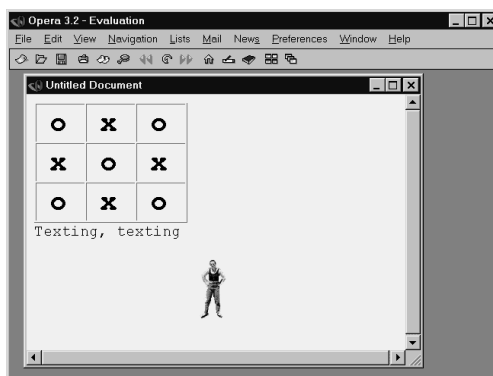 Opera 3.2 - Evaluation
File Edit View Navigation Lists Mail News Preferences Window Help
Untitled Document
O X O
X O X
O X O
Texting, texting